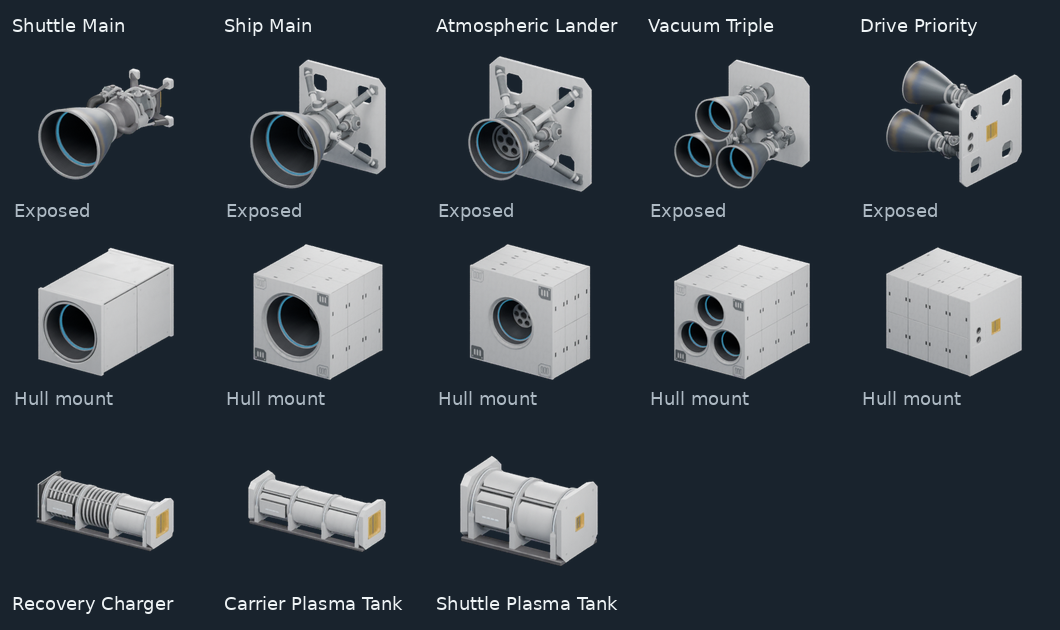 Shuttle Main
Ship Main
Atmospheric Lander
Vacuum Triple
Drive Priority
Exposed
Exposed
Exposed
Exposed
Exposed
Hull mount
Hull mount
Hull mount
Hull mount
Hull mount
Recovery Charger
Carrier Plasma Tank
Shuttle Plasma Tank